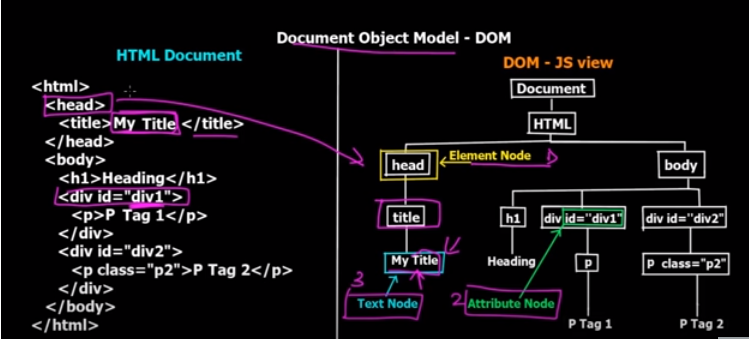 Document Object Model - DOM
HTML Document
<html>
<head>
<title>My Title </title>
</head>
<body>
<h1>Heading</h1>
<div id="div1">
<p>P Tag 1</p>
</div>
<div id="div2">
<p class="p2">P Tag 2</p>
</div>
</body>
</html>
DOM - JS view
Document
HTML
head
Element Node 1
body
title
h1
div id="div1"
div id="div2"
My Title
Heading
p
p class="p2"
3
Text Node
2
Attribute Node
P Tag 1
P Tag 2